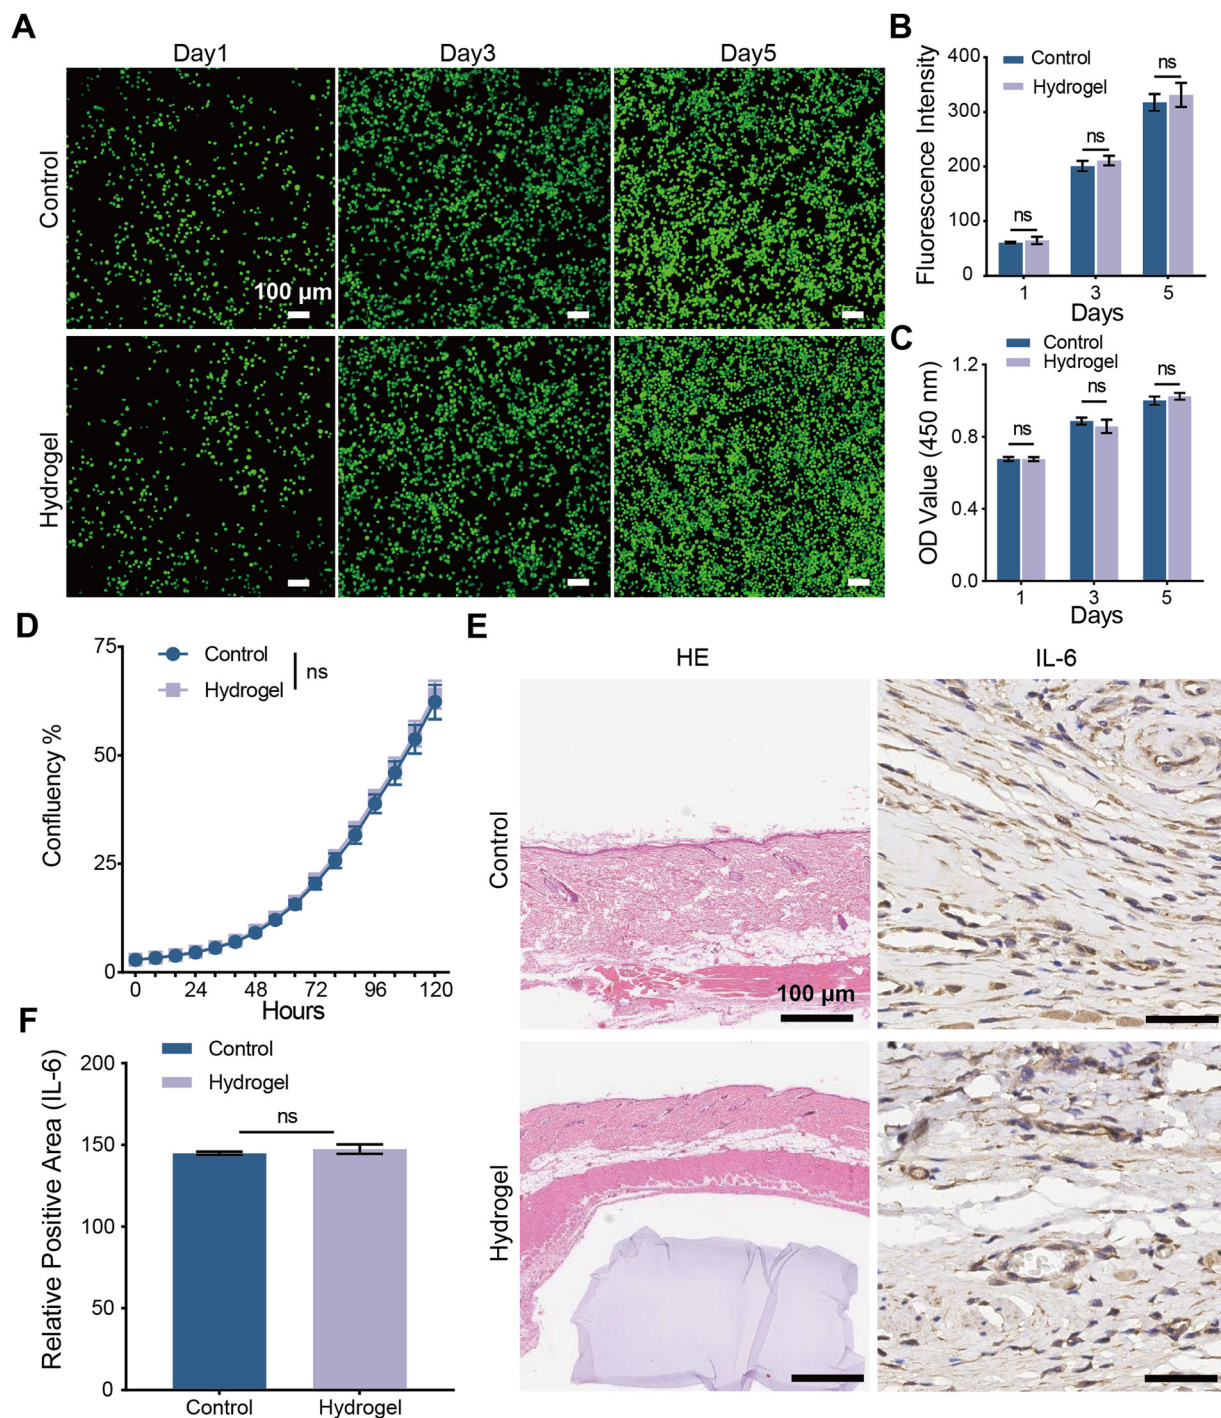 A
Day1 Day3 Day5
Control
100 µm
Hydrogel
B
Fluorescence Intensity
400
300
200
100
0
Control
Hydrogel
ns
ns
ns
1 3 5
Days
C
OD Value (450 nm)
1.2
0.8
0.4
0.0
Control
Hydrogel
ns
ns
ns
1 3 5
Days
D
Confluency %
75
50
25
0
Control
Hydrogel
ns
0 24 48 72 96 120
Hours
E
HE IL-6
Control
100 µm
Hydrogel
F
Relative Positive Area (IL-6)
200
150
100
50
0
Control
Hydrogel
ns
Control Hydrogel